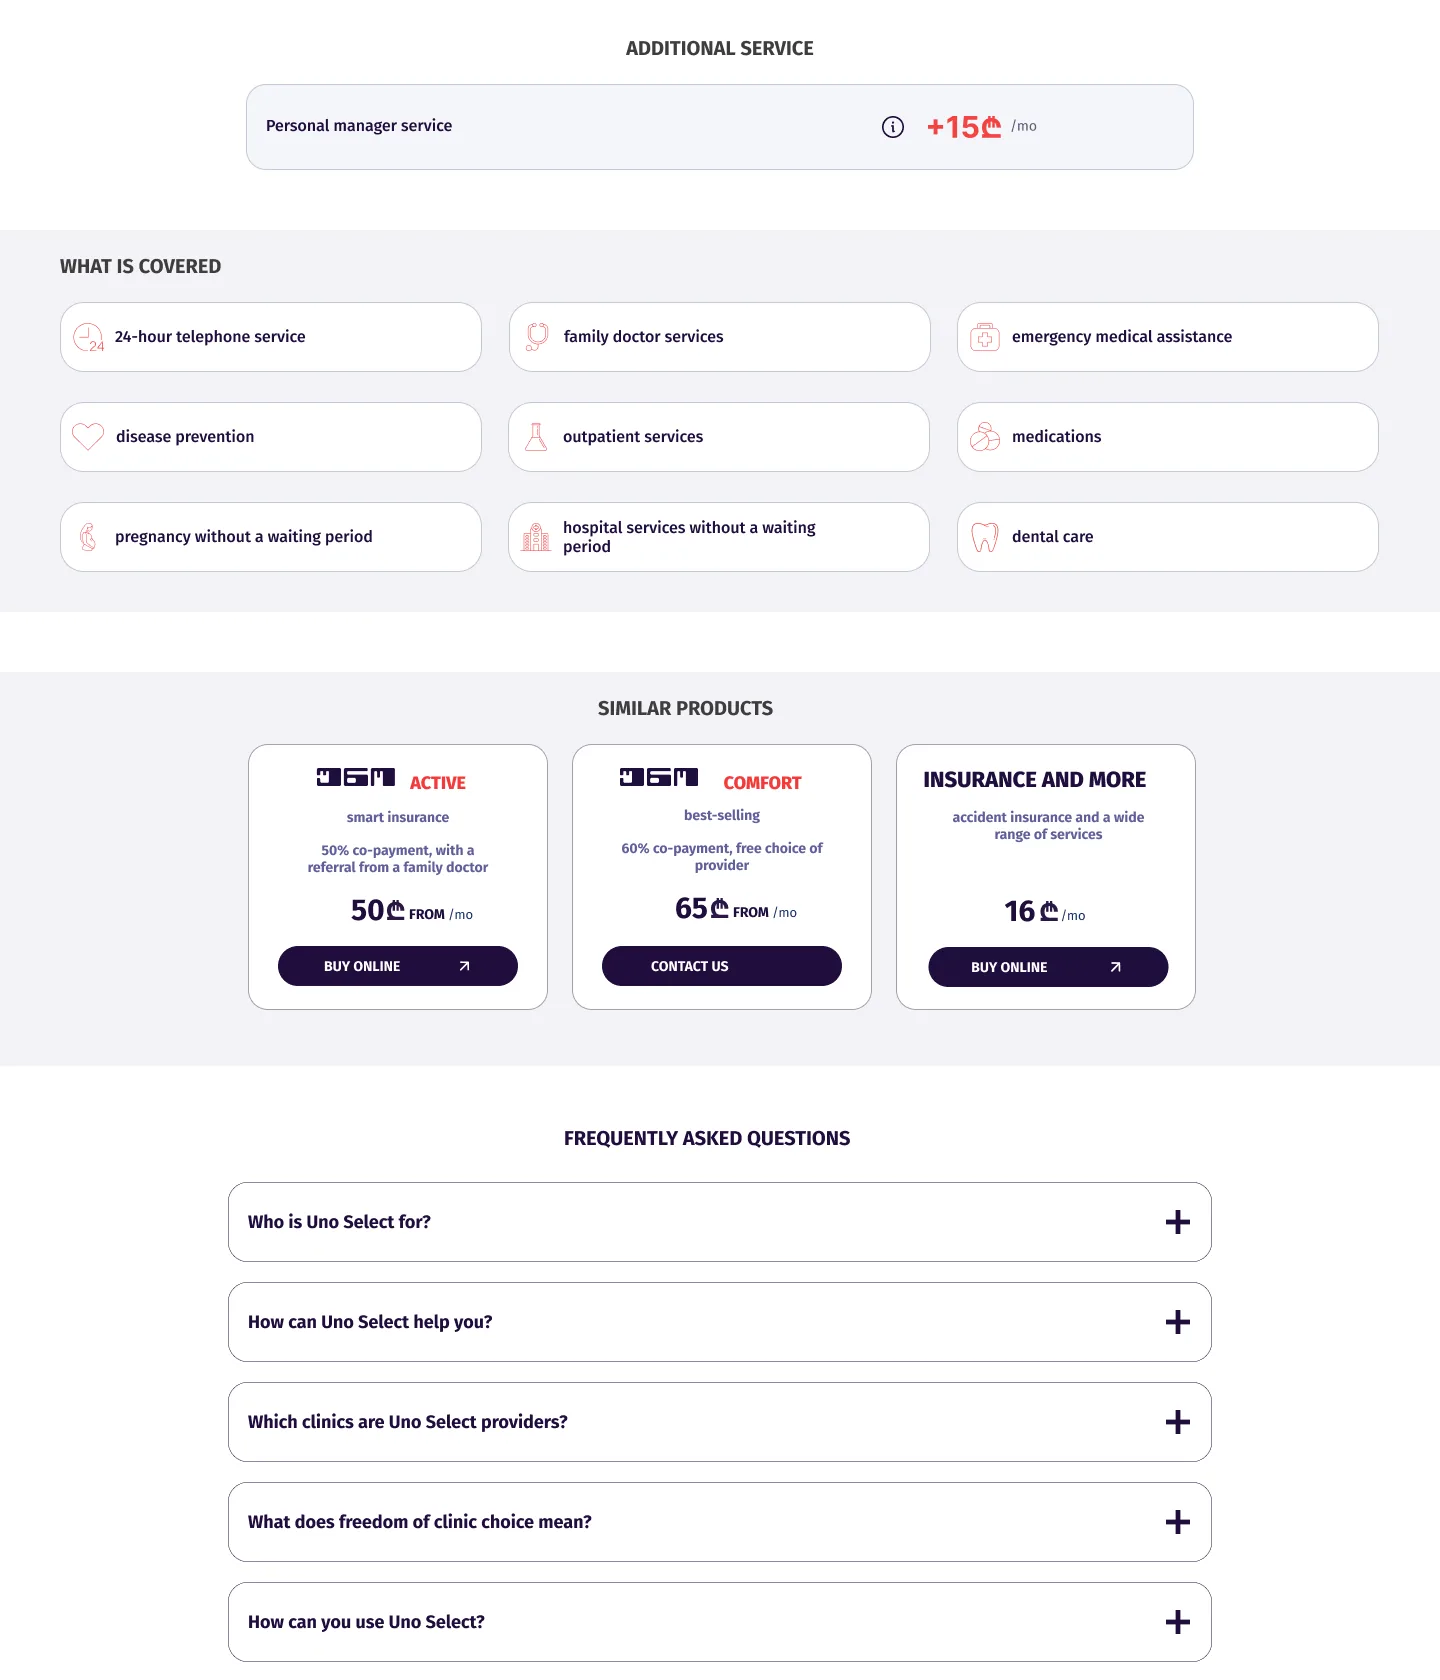 ADDITIONAL SERVICE
Personal manager service
+15₾ /mo
WHAT IS COVERED
24-hour telephone service
family doctor services
emergency medical assistance
disease prevention
outpatient services
medications
pregnancy without a waiting period
hospital services without a waiting
period
dental care
SIMILAR PRODUCTS
ACTIVE
smart insurance
50% co-payment, with a
referral from a family doctor
50₾ FROM /mo
BUY ONLINE
COMFORT
best-selling
60% co-payment, free choice of
provider
65₾ FROM /mo
CONTACT US
INSURANCE AND MORE
accident insurance and a wide
range of services
16 ₾ /mo
BUY ONLINE
FREQUENTLY ASKED QUESTIONS
Who is Uno Select for?
How can Uno Select help you?
Which clinics are Uno Select providers?
What does freedom of clinic choice mean?
How can you use Uno Select?